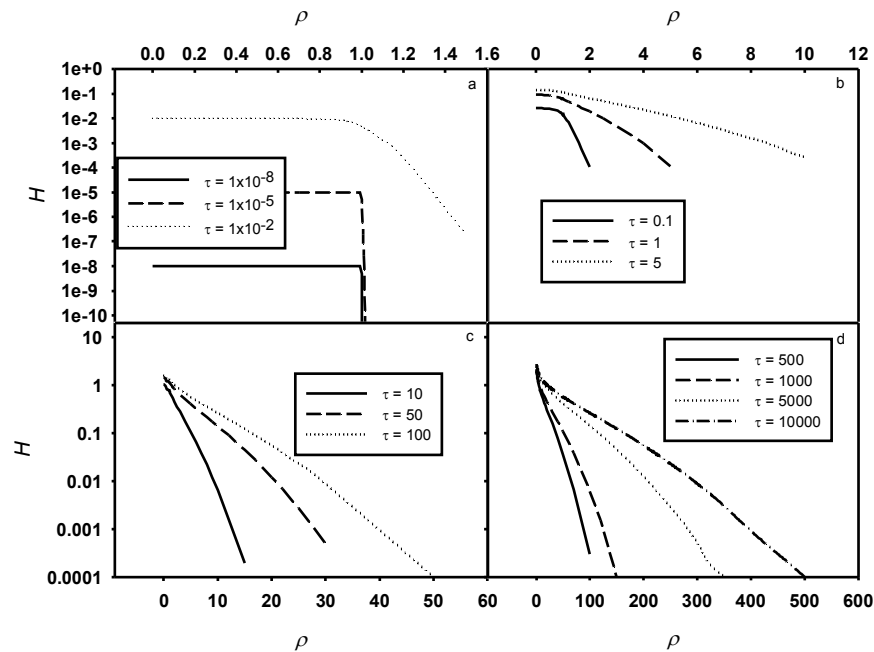 ρ ρ
0.0 0.2 0.4 0.6 0.8 1.0 1.2 1.4 1.6 0 2 4 6 8 10 12
1e+0
1e-1
1e-2
1e-3
1e-4
1e-5
1e-6
1e-7
1e-8
1e-9
1e-10
H
a
τ = 1x10-8
τ = 1x10-5
τ = 1x10-2
b
τ = 0.1
τ = 1
τ = 5
10
1
0.1
0.01
0.001
0.0001
H
c
τ = 10
τ = 50
τ = 100
d
τ = 500
τ = 1000
τ = 5000
τ = 10000
0 10 20 30 40 50 60 0 100 200 300 400 500 600
ρ ρ